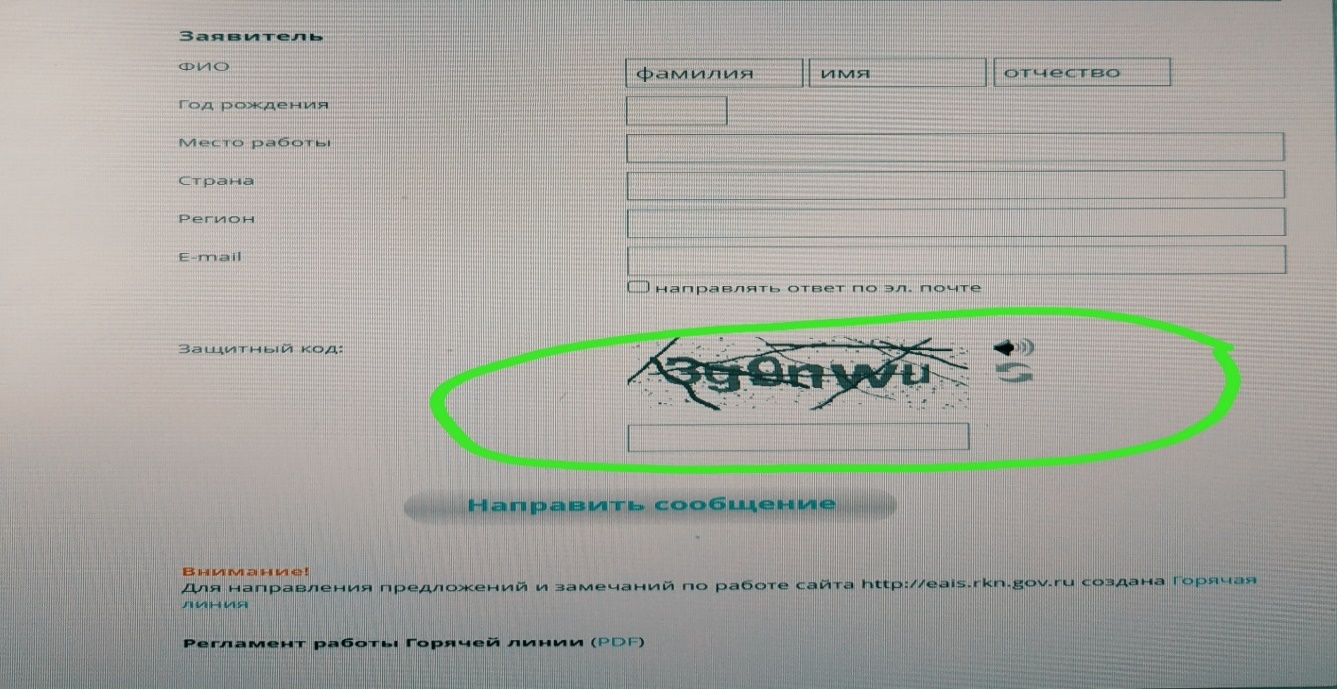 Заявитель
ФИО фамилия имя отчество
Год рождения
Место работы
Страна
Регион
E-mail
направлять ответ по эл. почте
Защитный код:
Направить сообщение
Внимание!
Для направления предложений и замечаний по работе сайта http://eais.rkn.gov.ru создана Горячая
линия
Регламент работы Горячей линии (PDF)